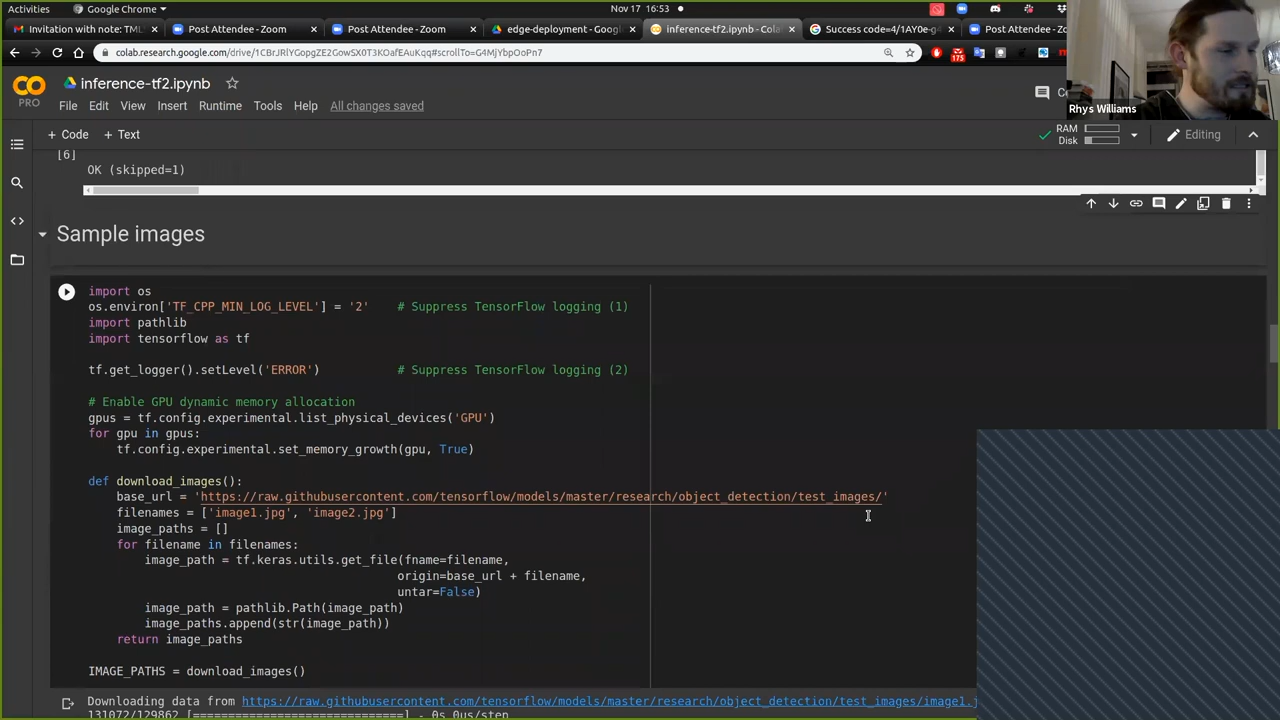 Activities
Google Chrome
Nov 17 16:53
Invitation with note: TML
Post Attendee - Zoom
Post Attendee - Zoom
edge-deployment - Google
inference-tf2.ipynb - Cola
Success code=4/1AY0e-g
Post Attendee - Zo
colab.research.google.com/drive/1CBrJRlYGopgZE2GowSX0T3KOafEAuKqq#scrollTo=G4MjYbpOoPn7
175
Rhys Williams
CO
PRO
inference-tf2.ipynb
File Edit View Insert Runtime Tools Help All changes saved
+ Code + Text
RAM
Disk
Editing
[6]
OK (skipped=1)
Sample images
import os
os.environ['TF_CPP_MIN_LOG_LEVEL'] = '2' # Suppress TensorFlow logging (1)
import pathlib
import tensorflow as tf
tf.get_logger().setLevel('ERROR') # Suppress TensorFlow logging (2)
# Enable GPU dynamic memory allocation
gpus = tf.config.experimental.list_physical_devices('GPU')
for gpu in gpus:
tf.config.experimental.set_memory_growth(gpu, True)
def download_images():
base_url = 'https://raw.githubusercontent.com/tensorflow/models/master/research/object_detection/test_images/'
filenames = ['image1.jpg', 'image2.jpg']
image_paths = []
for filename in filenames:
image_path = tf.keras.utils.get_file(fname=filename,
origin=base_url + filename,
untar=False)
image_path = pathlib.Path(image_path)
image_paths.append(str(image_path))
return image_paths
IMAGE_PATHS = download_images()
Downloading data from https://raw.githubusercontent.com/tensorflow/models/master/research/object_detection/test_images/image1.j
131072/129862 [==============================] - 0s 0us/step